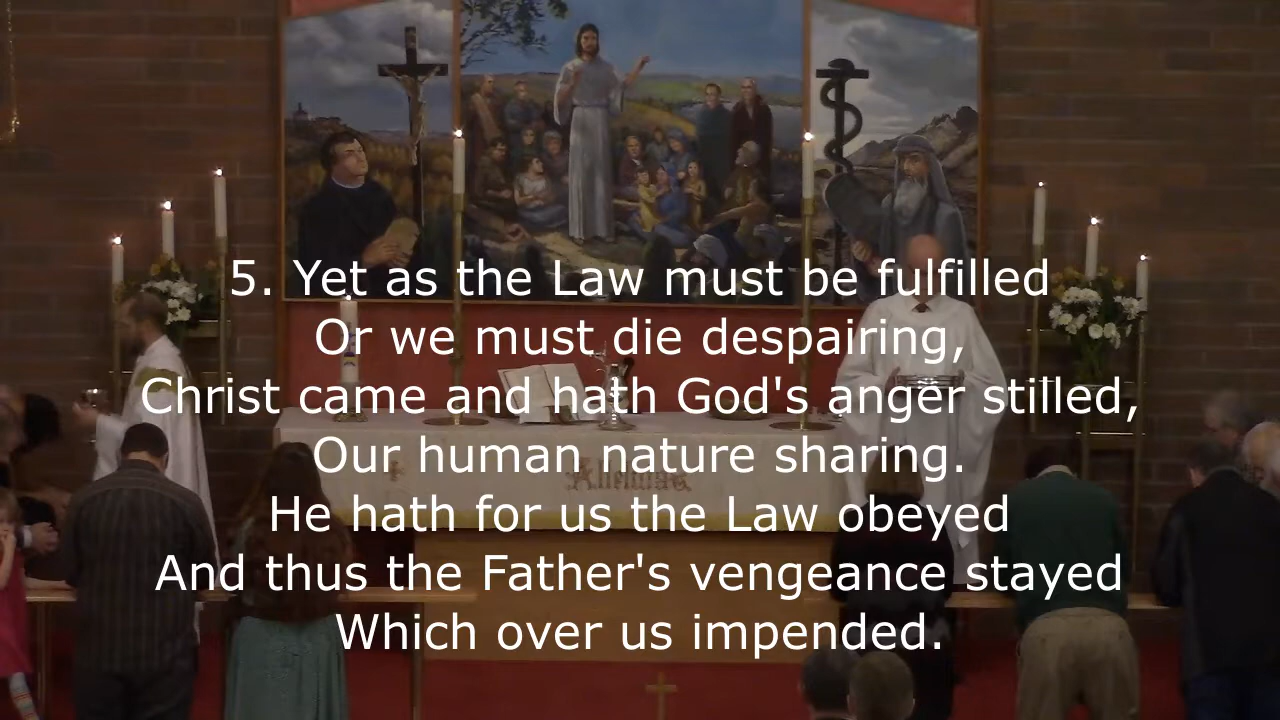 5. Yet as the Law must be fulfilled
Or we must die despairing,
Christ came and hath God's anger stilled,
Our human nature sharing.
He hath for us the Law obeyed
And thus the Father's vengeance stayed
Which over us impended.
Alleluia